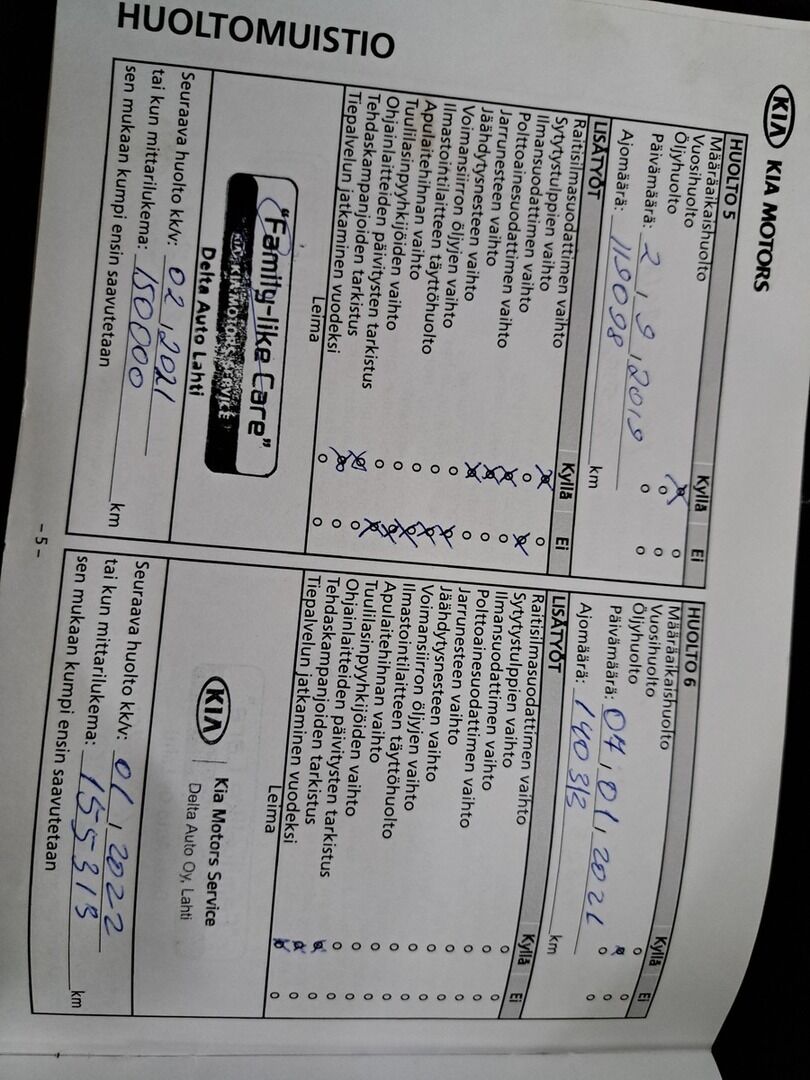 HUOLTOMUISTIO
KIA KIA MOTORS
HUOLTO 5 Kyllä Ei
Määräaikaishuolto o
Vuosihuolto o o
Öljyhuolto o o
Päivämäärä: 2 , 9 , 2019
Ajomäärä: 119098 km
LISÄTYÖT Kyllä Ei
Raitisilmasuodattimen vaihto
Sytytystulppien vaihto
Ilmansuodattimen vaihto
Polttoainesuodattimen vaihto
Jarrunesteen vaihto
Jäähdytysnesteen vaihto
Voimansiirron öljyjen vaihto
Ilmastointilaitteen täyttöhuolto
Apulaitehihnan vaihto
Tuulilasinpyyhkijöiden vaihto
Ohjainlaitteiden päivitysten tarkistus
Tehdaskampanjoiden tarkistus
Tiepalvelun jatkaminen vuodeksi
Leima
"Family-like Care"
KIA MOTORS SERVICE
Delta Auto Lahti
Seuraava huolto kk/v: 02 , 2021
tai kun mittarilukema: 150000 km
sen mukaan kumpi ensin saavutetaan
HUOLTO 6 Kyllä Ei
Määräaikaishuolto
Vuosihuolto
Öljyhuolto
Päivämäärä: 04 , 01 , 2021
Ajomäärä: 140313 km
LISÄTYÖT Kyllä Ei
Raitisilmasuodattimen vaihto
Sytytystulppien vaihto
Ilmansuodattimen vaihto
Polttoainesuodattimen vaihto
Jarrunesteen vaihto
Jäähdytysnesteen vaihto
Voimansiirron öljyjen vaihto
Ilmastointilaitteen täyttöhuolto
Apulaitehihnan vaihto
Tuulilasinpyyhkijöiden vaihto
Ohjainlaitteiden päivitysten tarkistus
Tehdaskampanjoiden tarkistus
Tiepalvelun jatkaminen vuodeksi
Leima
KIA Kia Motors Service
Delta Auto Oy, Lahti
Seuraava huolto kk/v: 01 , 2022
tai kun mittarilukema: 155313 km
sen mukaan kumpi ensin saavutetaan
- 5 -